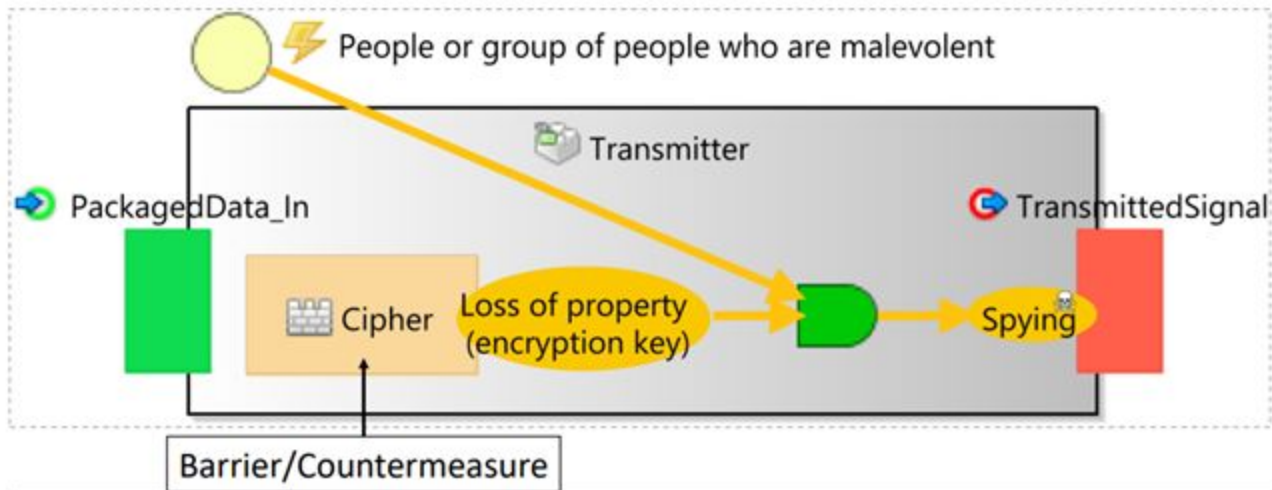 People or group of people who are malevolent
Transmitter
PackagedData_In
TransmittedSignal
Cipher
Loss of property
(encryption key)
Spying
Barrier/Countermeasure